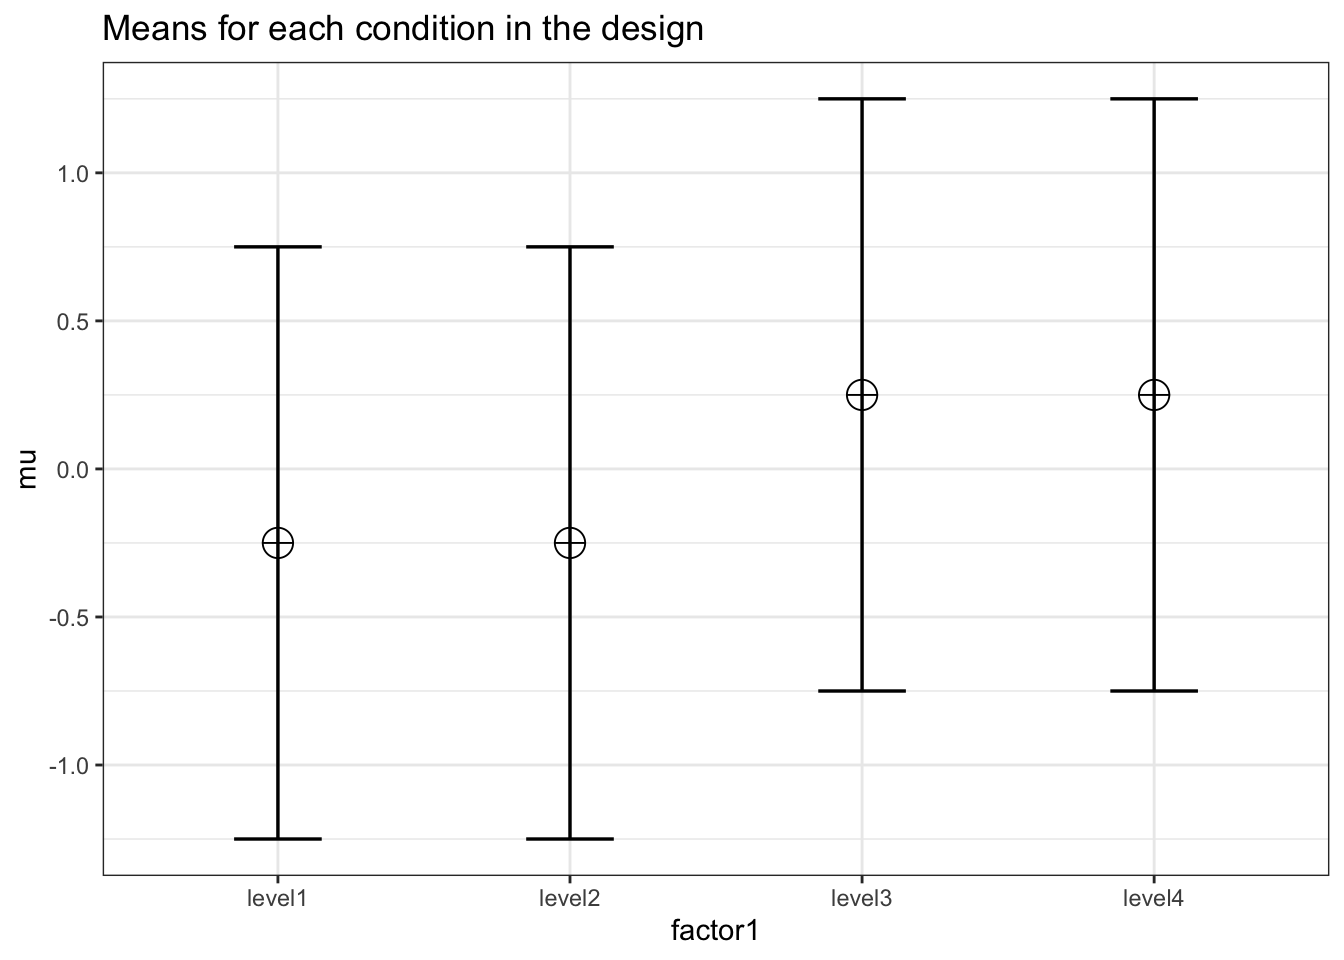 Means for each condition in the design
1.0
0.5
0.0
-0.5
-1.0
mu
level1 level2 level3 level4
factor1